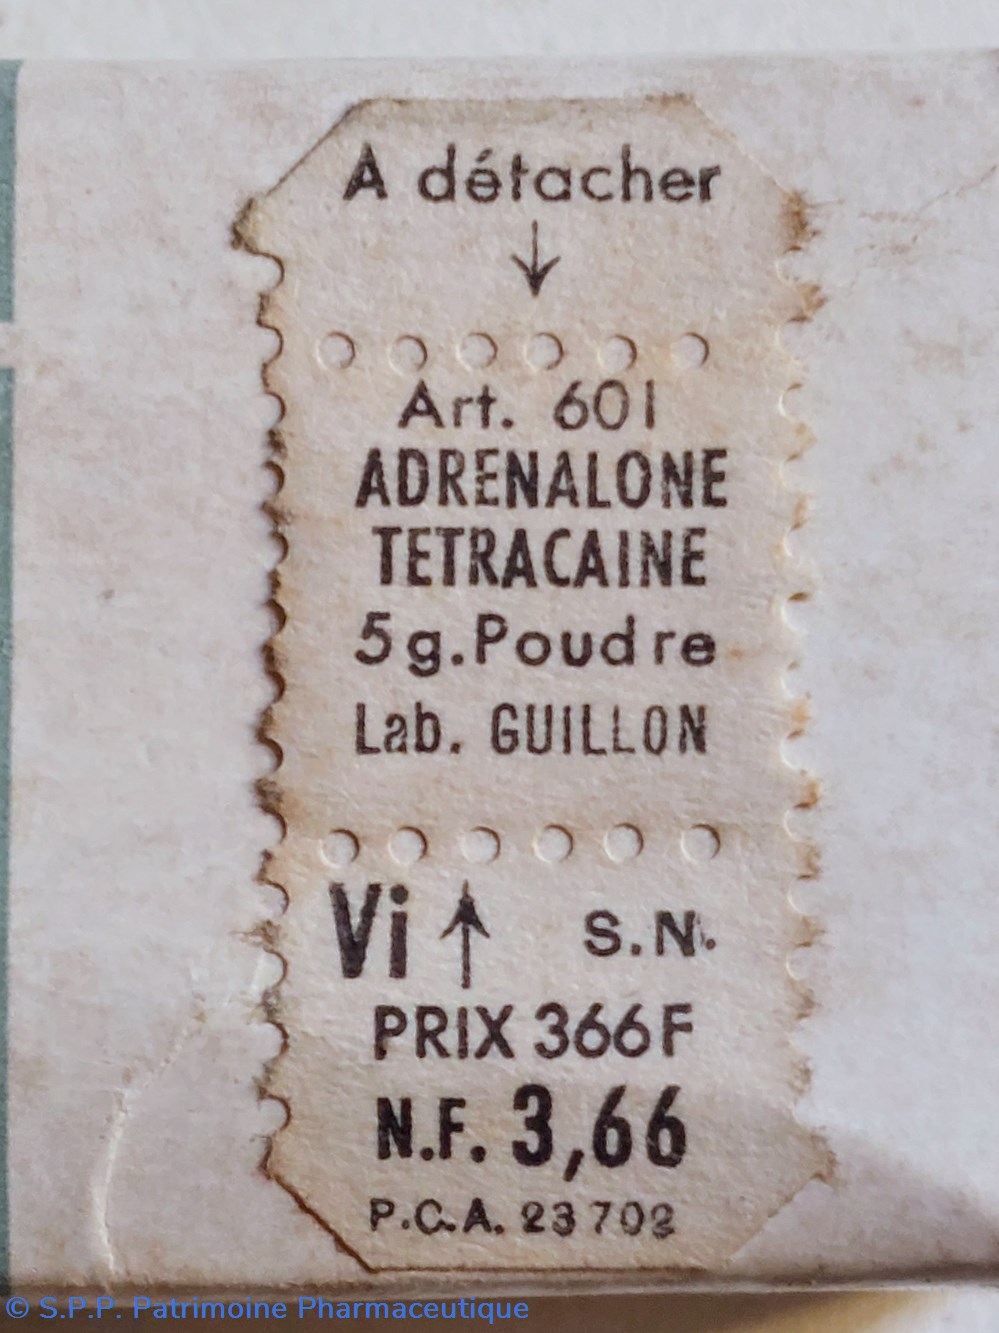 A détacher
↓
Art. 601
ADRENALONE
TETRACAINE
5g. Poudre
Lab. GUILLON
Vi ↑ S.N.
PRIX 366F
N.F. 3,66
P.C.A. 23702
© S.P.P. Patrimoine Pharmaceutique